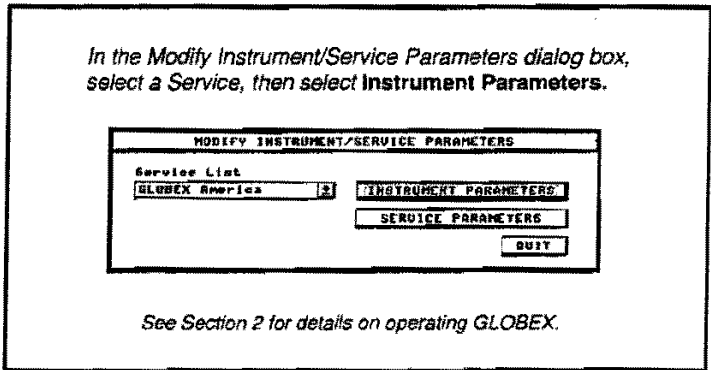 In the Modify Instrument/Service Parameters dialog box,
select a Service, then select Instrument Parameters.
MODIFY INSTRUMENT/SERVICE PARAMETERS
Service List
GLOBEX America
INSTRUMENT PARAMETERS
SERVICE PARAMETERS
QUIT
See Section 2 for details on operating GLOBEX.